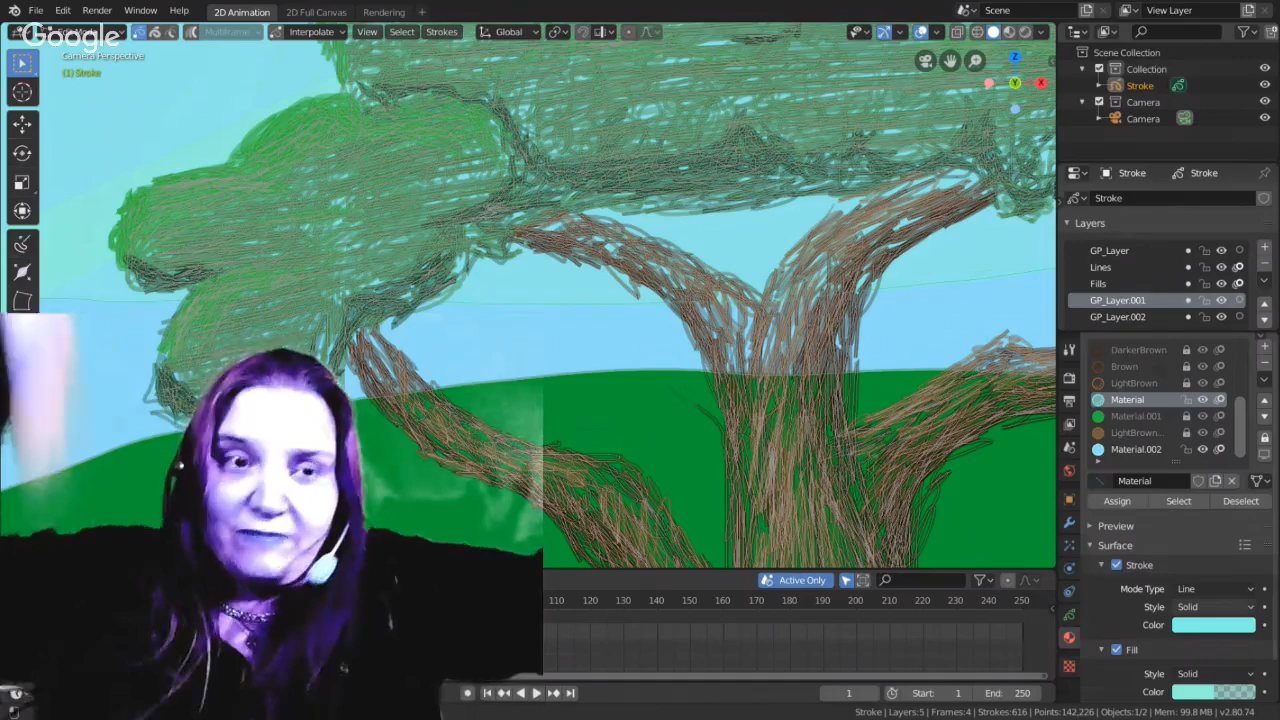 File Edit Render Window Help 2D Animation 2D Full Canvas Rendering + Scene View Layer
Google
Multiframe Interpolate View Select Strokes Global
Camera Perspective
(1) Stroke
Scene Collection
Collection
Stroke
Camera
Camera
Stroke Stroke
Stroke
Layers
GP_Layer
Lines
Fills
GP_Layer.001
GP_Layer.002
DarkerBrown
Brown
LightBrown
Material
Material.001
LightBrown...
Material.002
Material
Assign Select Deselect
Preview
Surface
Stroke
Mode Type Line
Style Solid
Color
Fill
Style Solid
Color
Active Only
110 120 130 140 150 160 170 180 190 200 210 220 230 240 250
1 Start: 1 End: 250
Stroke | Layers:5 | Frames:4 | Strokes:616 | Points:142,226 | Objects:1/2 | Mem: 99.8 MB | v2.80.74